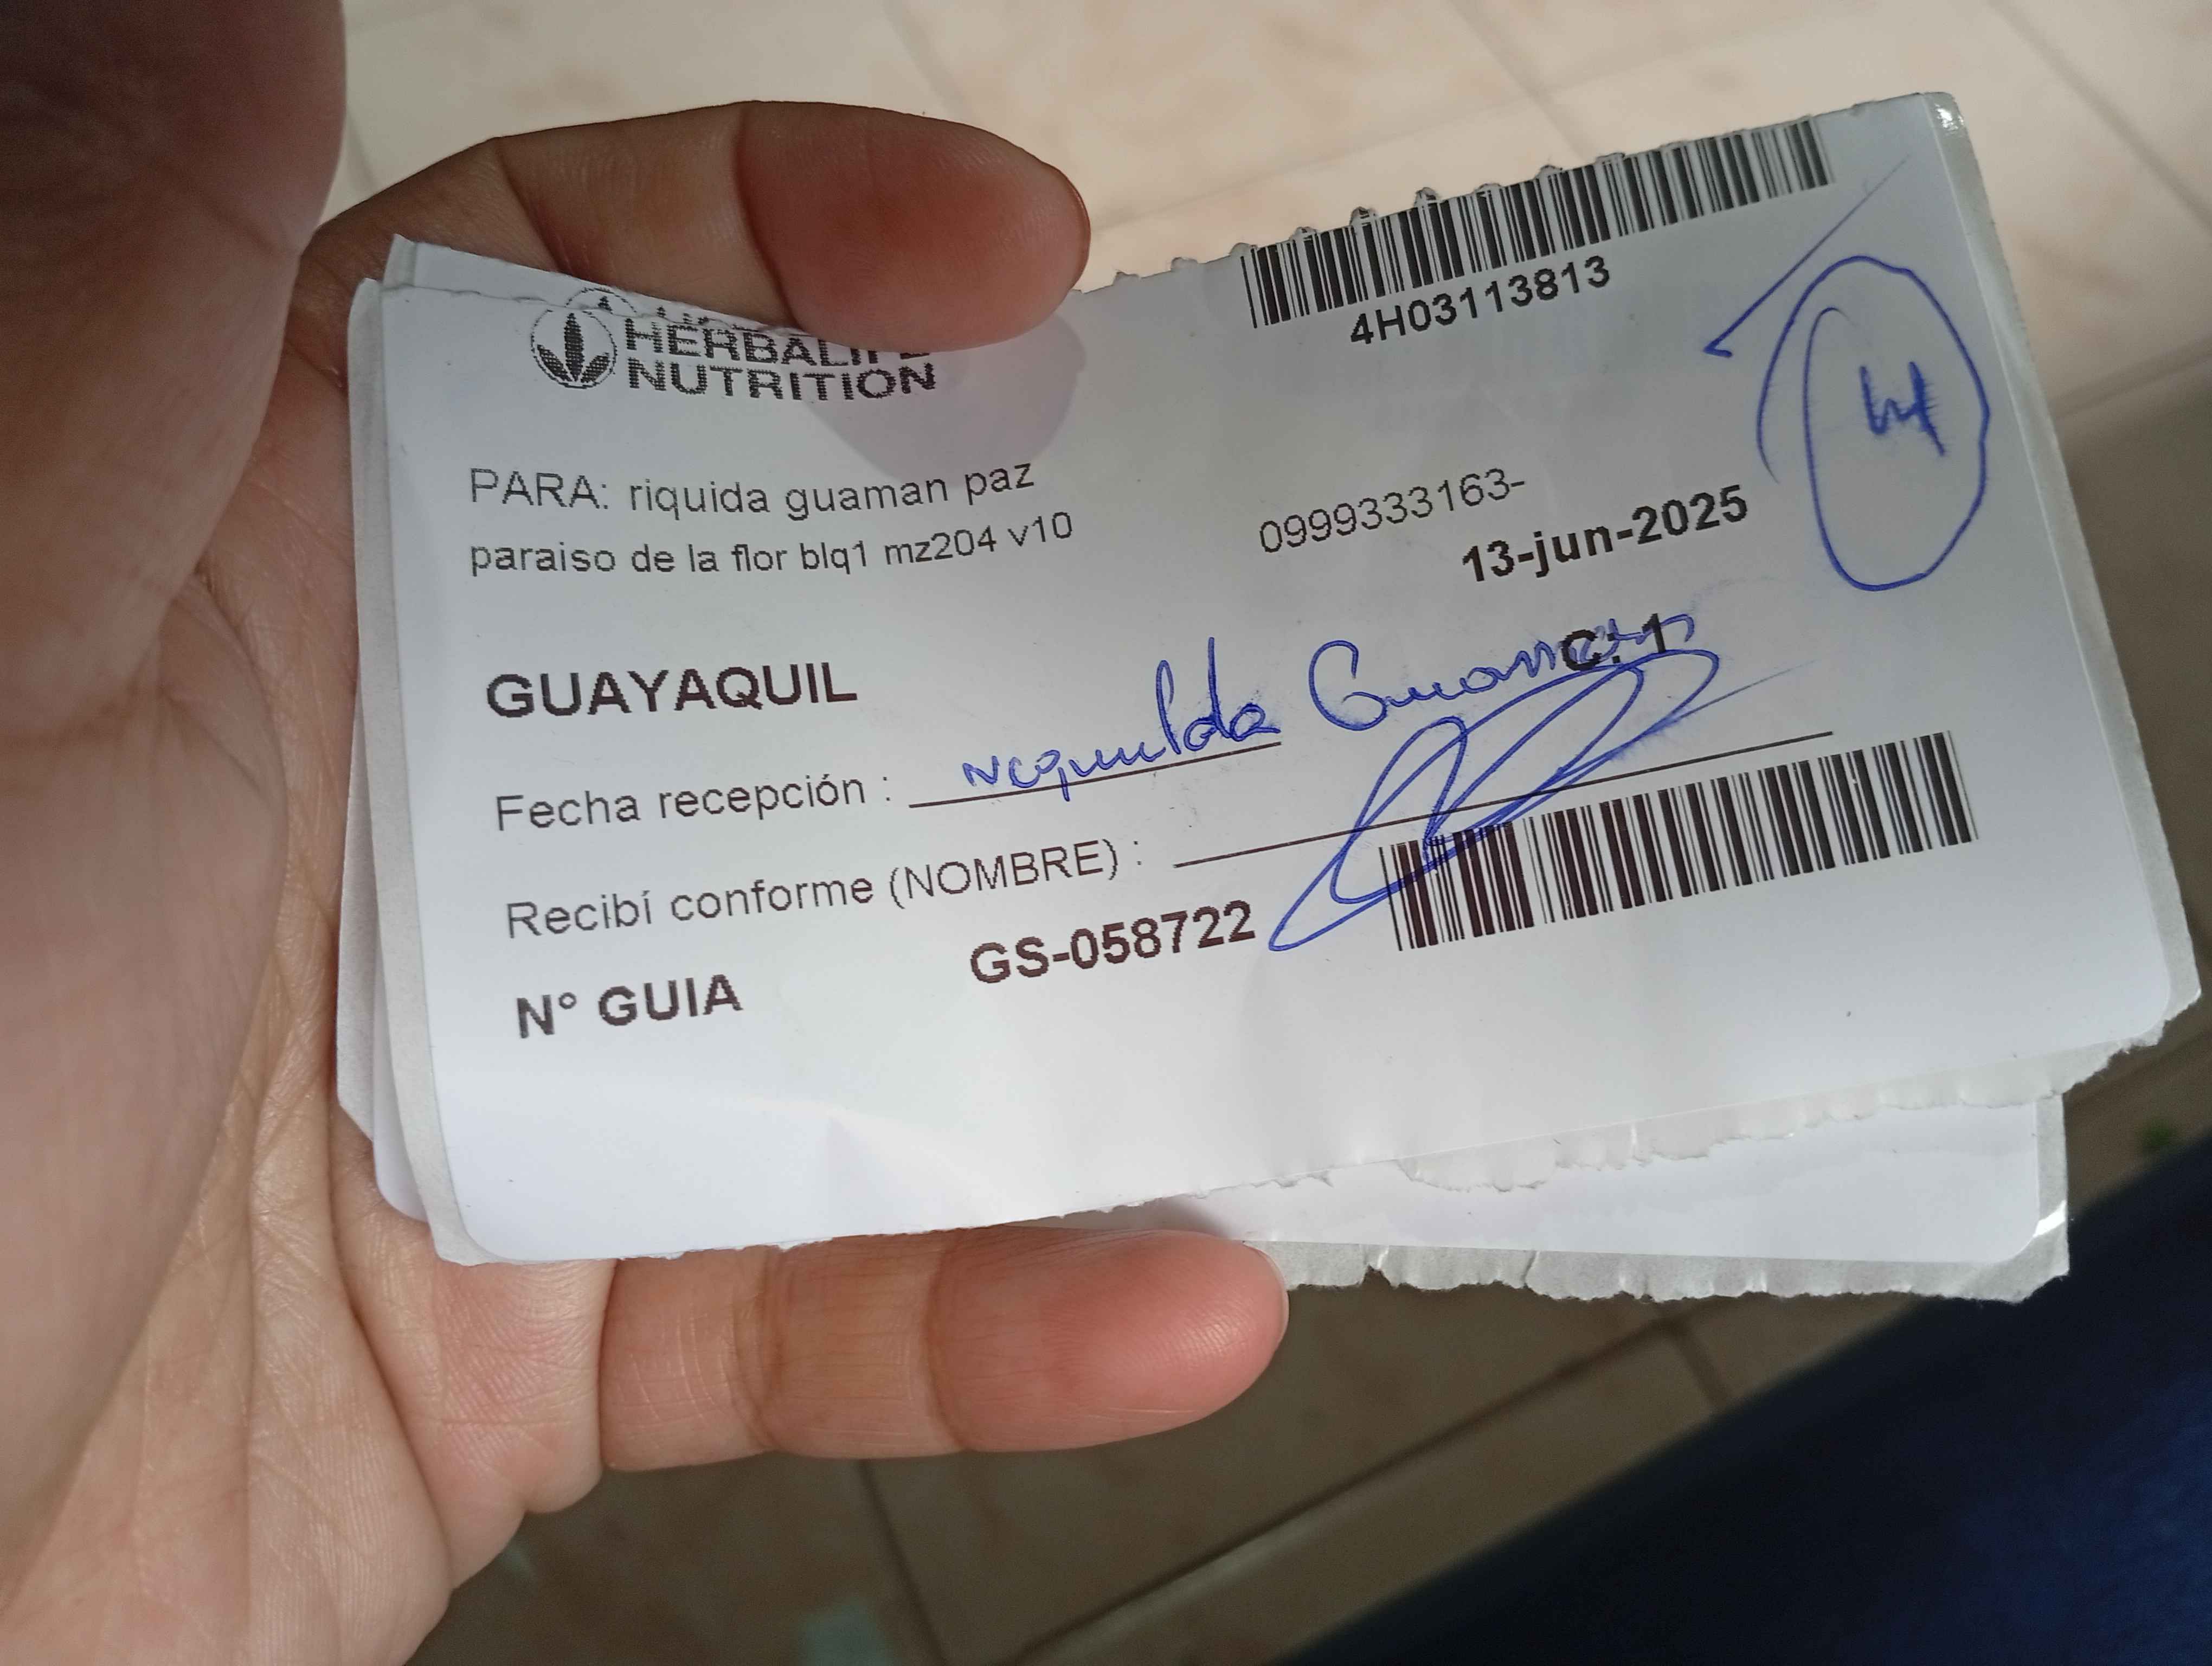 HERBALIFE
NUTRITION
4H03113813
PARA: riquida guaman paz
0999333163-
paraiso de la flor blq1 mz204 v10
13-jun-2025
C: 1
GUAYAQUIL
Fecha recepción :
Guaman
Recibí conforme (NOMBRE) :
N° GUIA GS-058722